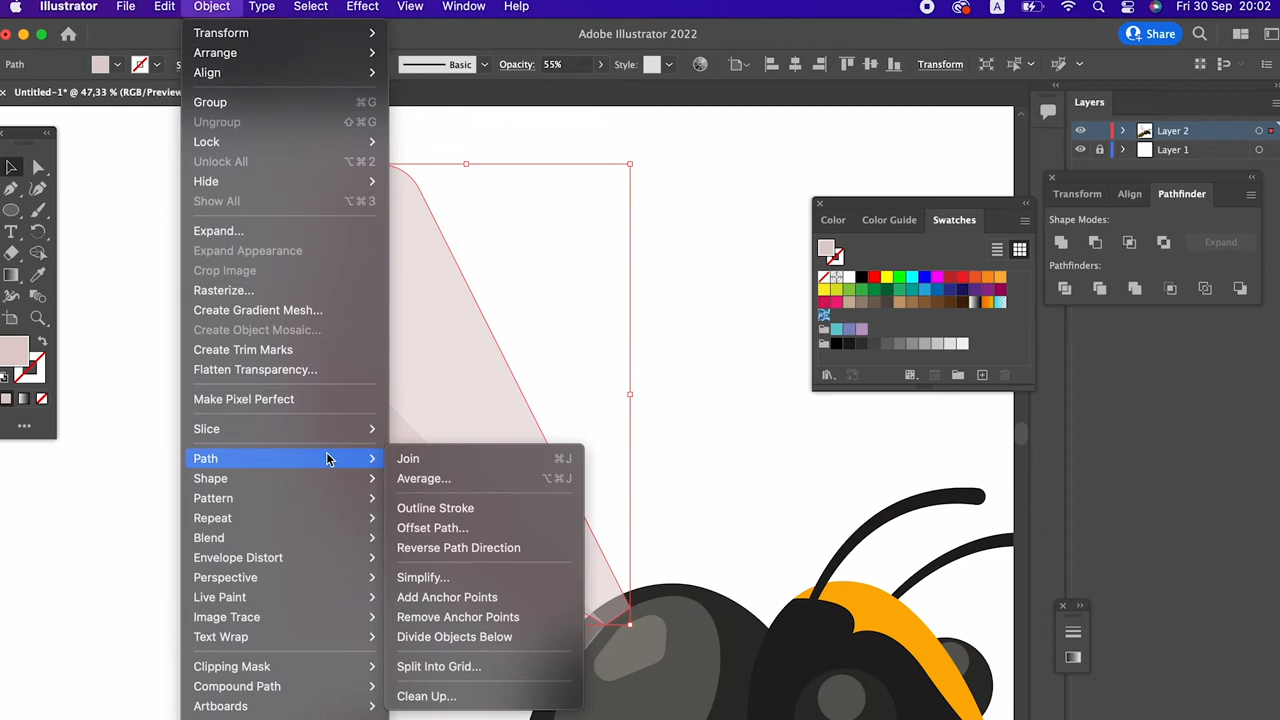 Illustrator File Edit Object Type Select Effect View Window Help A Fri 30 Sep 20:02
Adobe Illustrator 2022 Share
Path Basic Opacity: 55% Style: Transform
× Untitled-1* @ 47,33 % (RGB/Preview
Transform
Arrange
Align
Group ⌘G
Ungroup ⇧⌘G
Lock
Unlock All ⌥⌘2
Hide
Show All ⌥⌘3
Expand...
Expand Appearance
Crop Image
Rasterize...
Create Gradient Mesh...
Create Object Mosaic...
Create Trim Marks
Flatten Transparency...
Make Pixel Perfect
Slice
Path
Shape
Pattern
Repeat
Blend
Envelope Distort
Perspective
Live Paint
Image Trace
Text Wrap
Clipping Mask
Compound Path
Artboards
Join ⌘J
Average... ⌥⌘J
Outline Stroke
Offset Path...
Reverse Path Direction
Simplify...
Add Anchor Points
Remove Anchor Points
Divide Objects Below
Split Into Grid...
Clean Up...
Color Color Guide Swatches
Layers
Layer 2
Layer 1
Transform Align Pathfinder
Shape Modes:
Expand
Pathfinders: